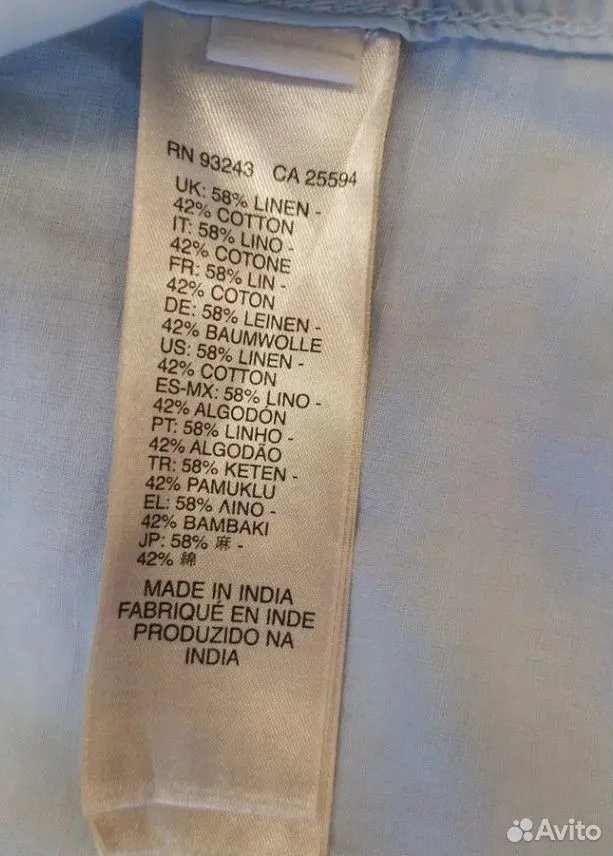 RN 93243 CA 25594
UK: 58% LINEN -
42% COTTON
IT: 58% LINO -
42% COTONE
FR: 58% LIN -
42% COTON
DE: 58% LEINEN -
42% BAUMWOLLE
US: 58% LINEN -
42% COTTON
ES-MX: 58% LINO -
42% ALGODÓN
PT: 58% LINHO -
42% ALGODÃO
TR: 58% KETEN -
42% PAMUKLU
EL: 58% ΛΙΝΟ -
42% ΒΑΜΒΑΚΙ
JP: 58% 麻 -
42% 綿
MADE IN INDIA
FABRIQUÉ EN INDE
PRODUZIDO NA
INDIA
Avito